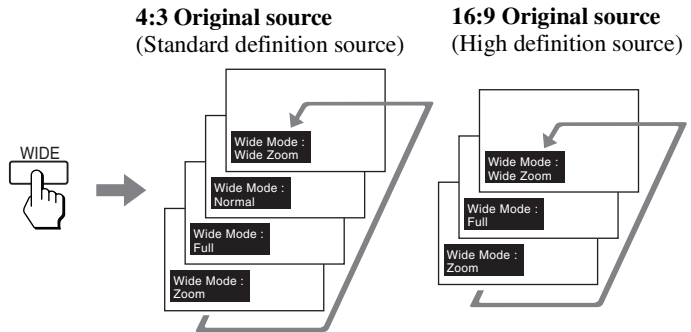 4:3 Original source
(Standard definition source)
16:9 Original source
(High definition source)
WIDE
Wide Mode :
Wide Zoom
Wide Mode :
Normal
Wide Mode :
Full
Wide Mode :
Zoom
Wide Mode :
Wide Zoom
Wide Mode :
Full
Wide Mode :
Zoom